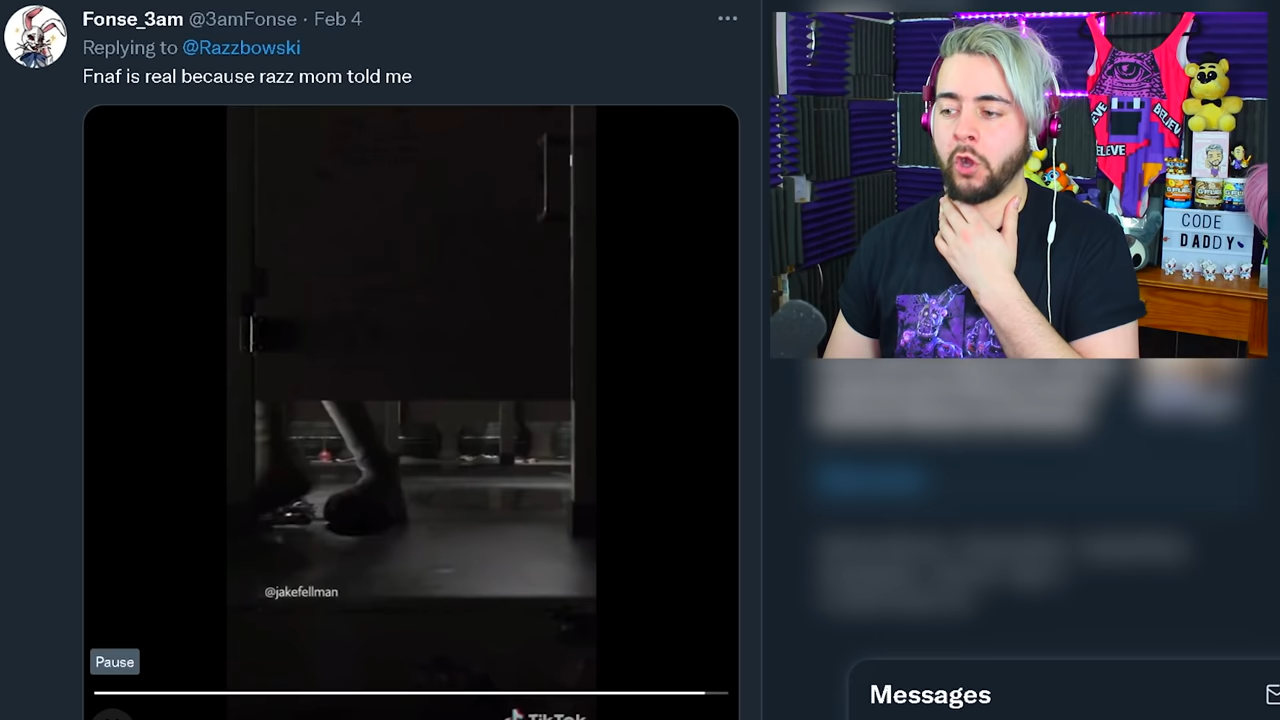 Fonse_3am @3amFonse · Feb 4
Replying to @Razzbowski
Fnaf is real because razz mom told me
@jakefellman
Pause
TikTok
BELIEVE
CODE
DADDY
Messages